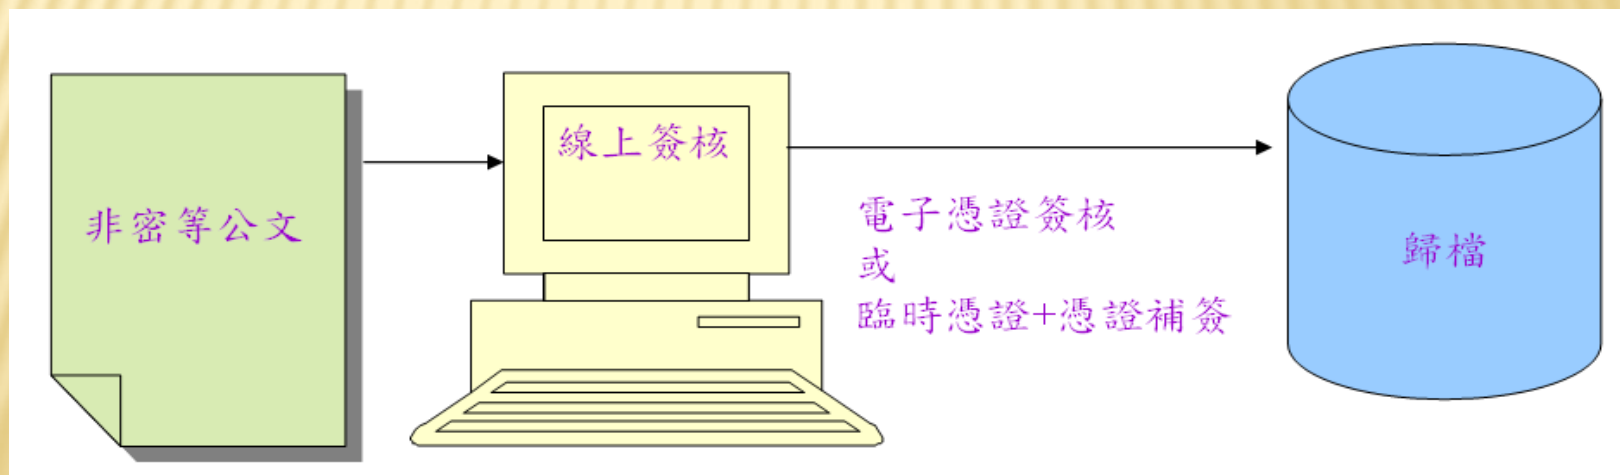 非密等公文
線上簽核
電子憑證簽核
或
臨時憑證+憑證補簽
歸檔